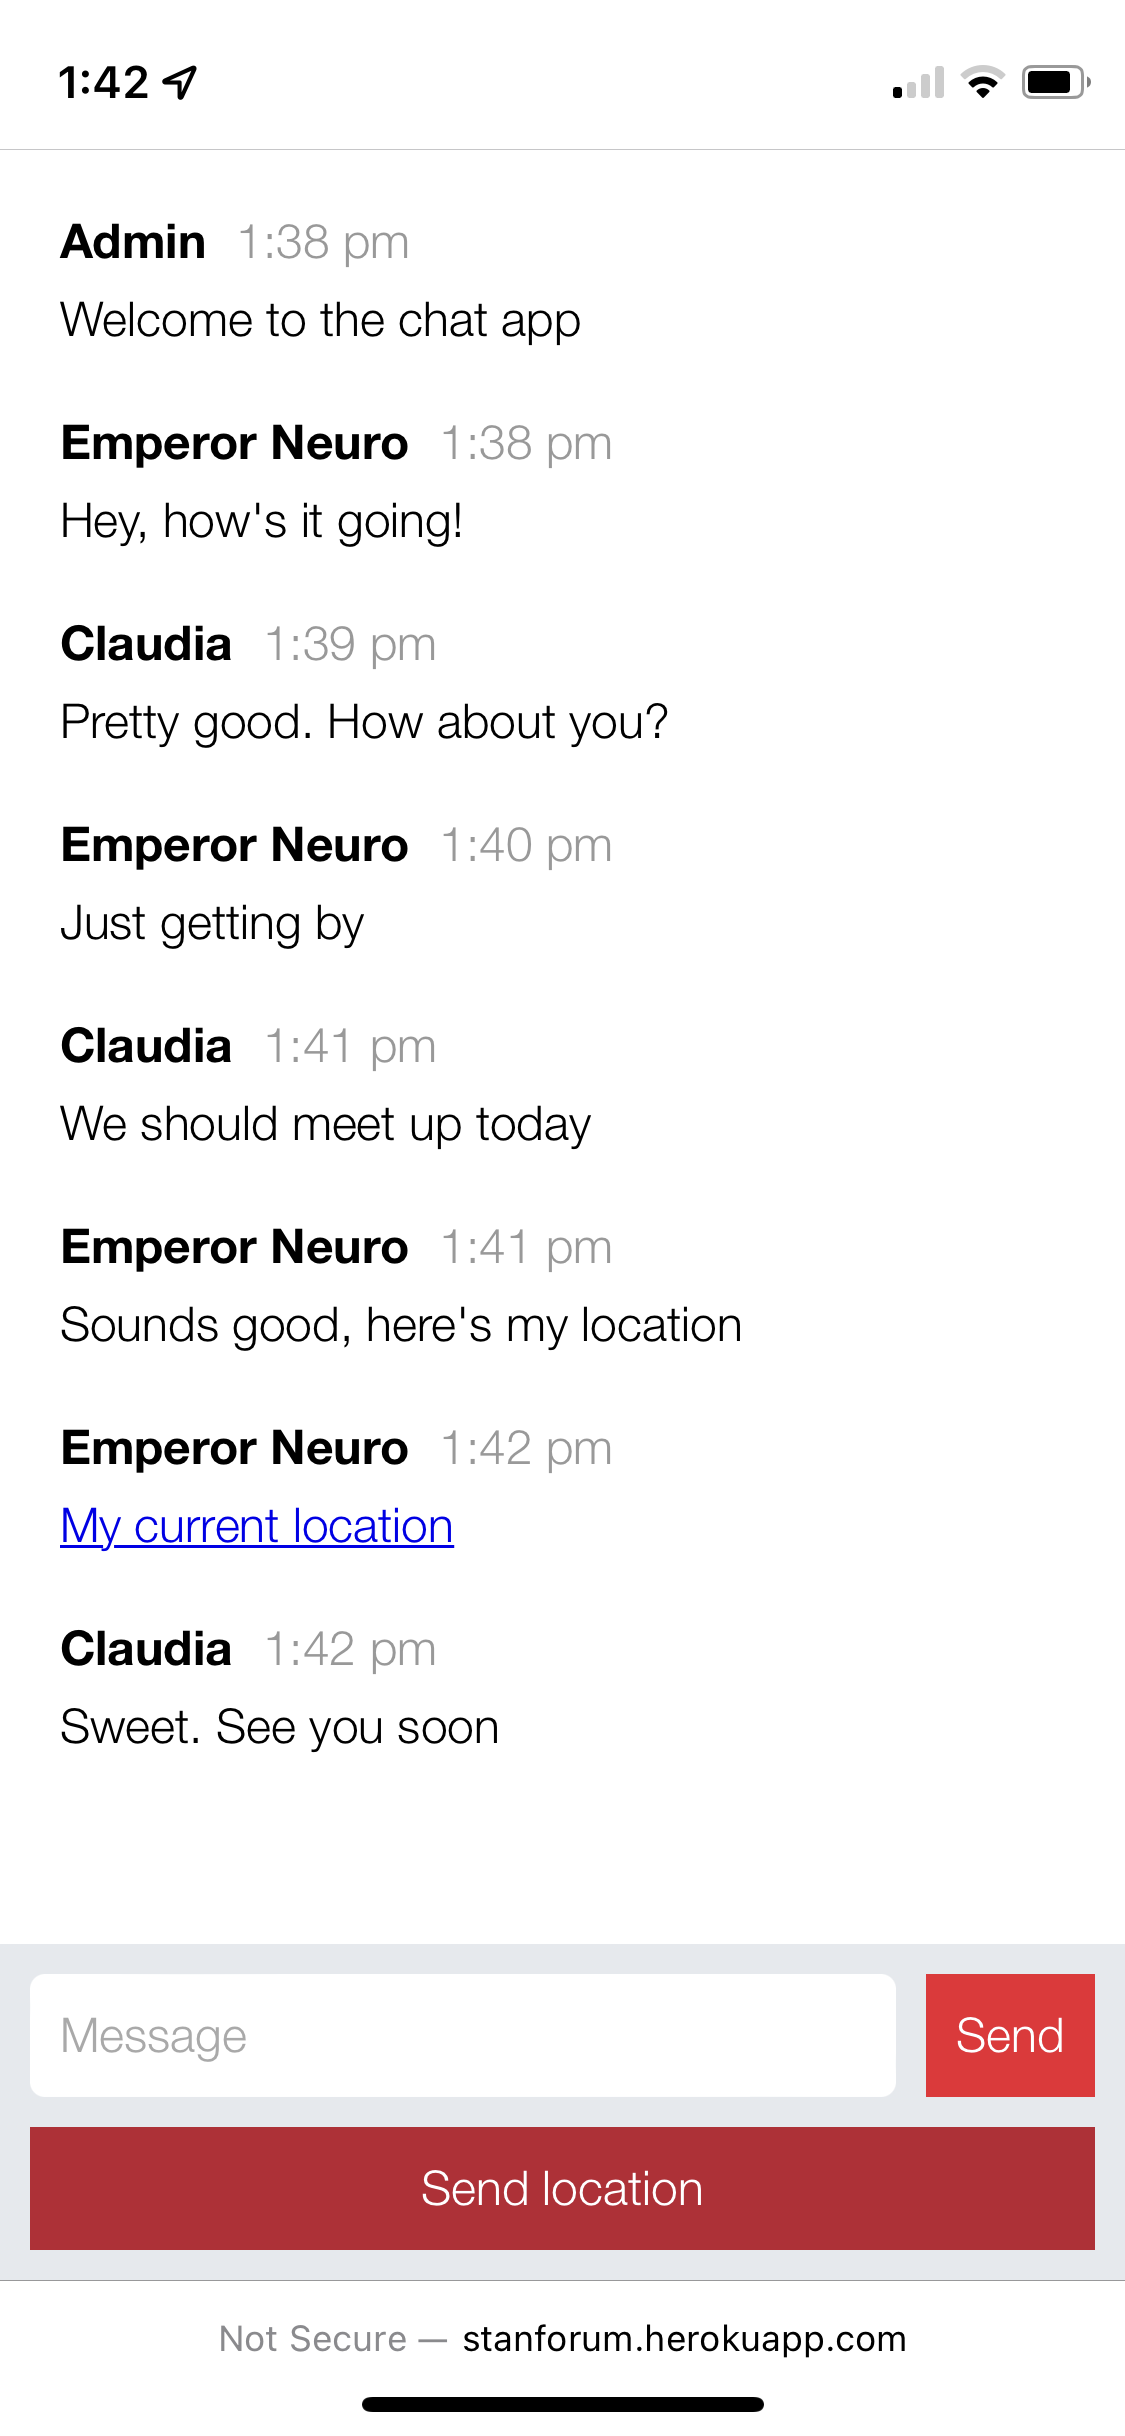 1:42
Admin 1:38 pm
Welcome to the chat app
Emperor Neuro 1:38 pm
Hey, how's it going!
Claudia 1:39 pm
Pretty good. How about you?
Emperor Neuro 1:40 pm
Just getting by
Claudia 1:41 pm
We should meet up today
Emperor Neuro 1:41 pm
Sounds good, here's my location
Emperor Neuro 1:42 pm
My current location
Claudia 1:42 pm
Sweet. See you soon
Message Send
Send location
Not Secure — stanforum.herokuapp.com